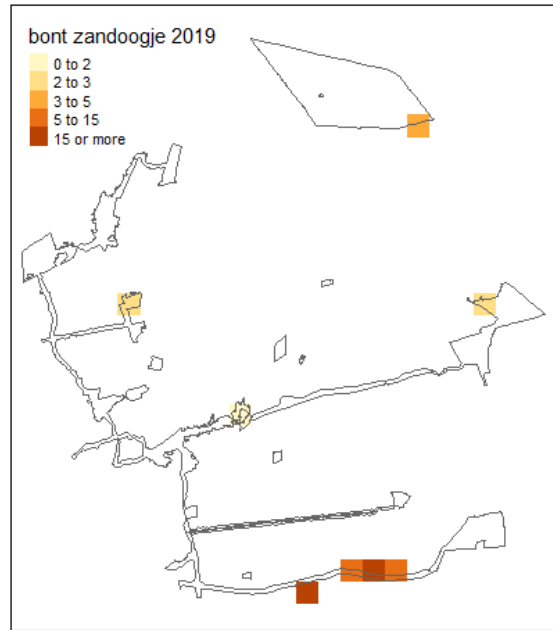 bont zandoogje 2019
0 to 2
2 to 3
3 to 5
5 to 15
15 or more